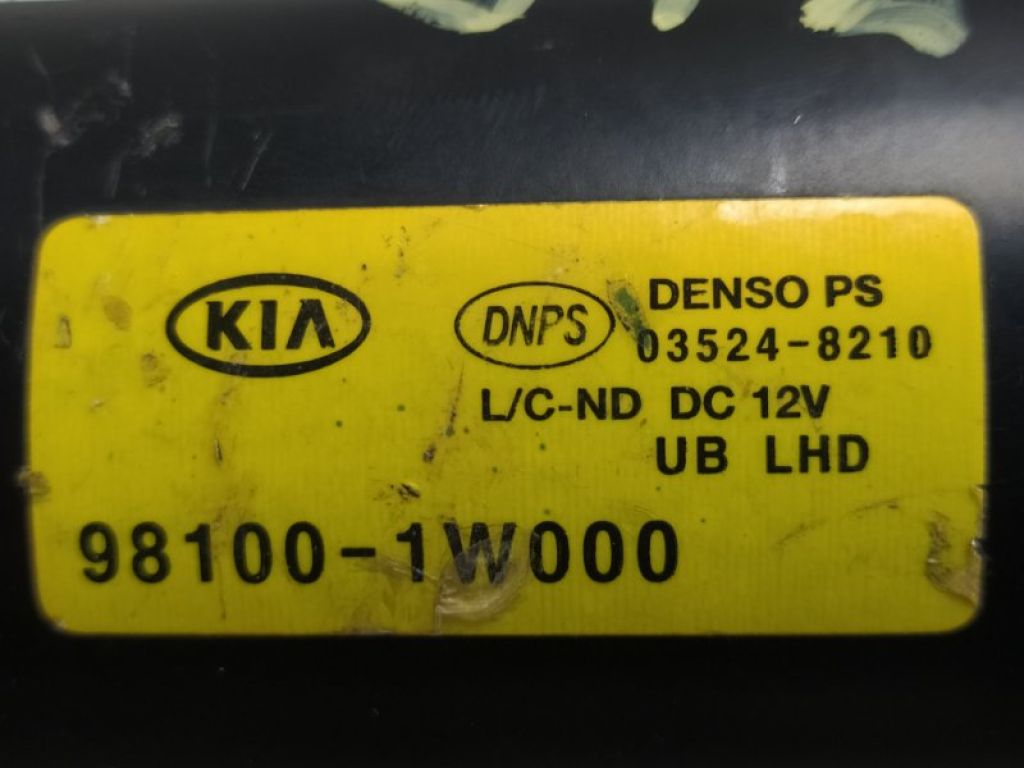 KIA
DNPS
DENSO PS
03524-8210
L/C-ND DC 12V
UB LHD
98100-1W000